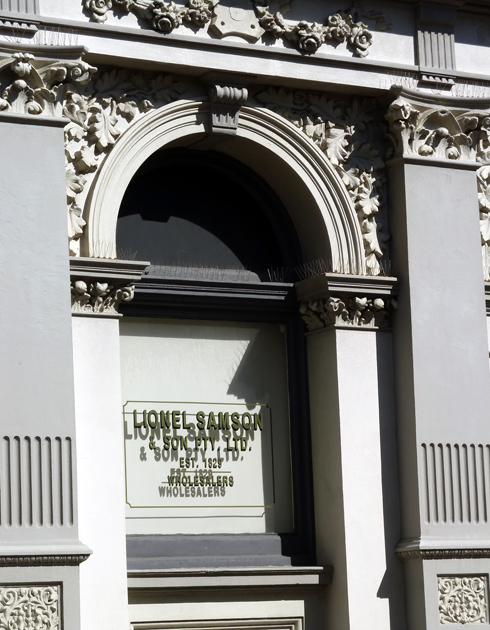 LIONEL SAMSON
& SON PTY. LTD.
EST. 1829
WHOLESALERS